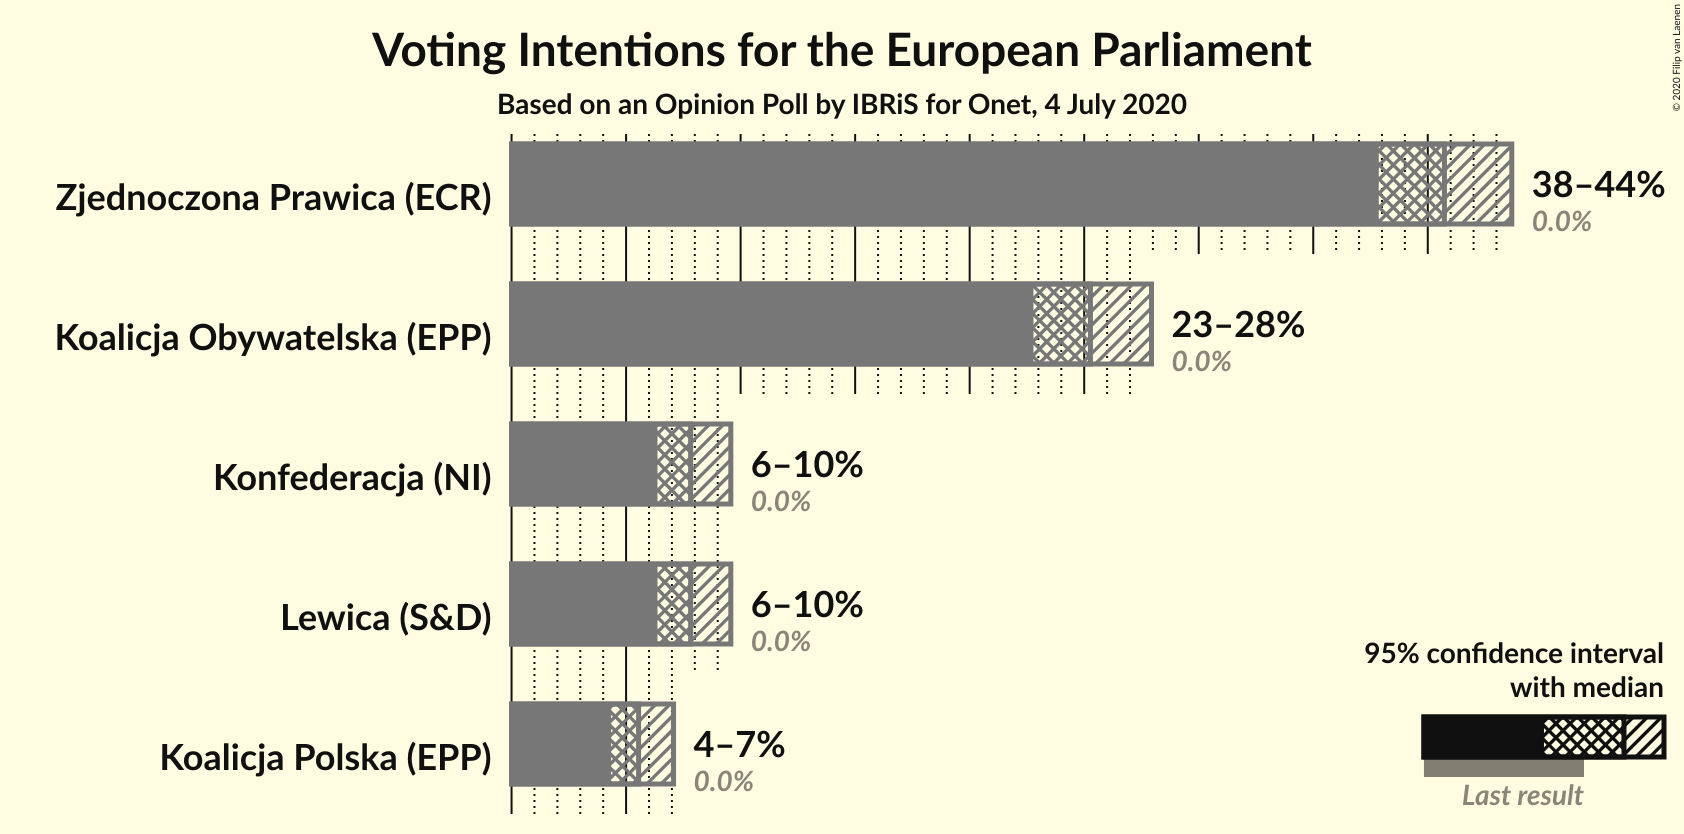 Voting Intentions for the European Parliament
Based on an Opinion Poll by IBRiS for Onet, 4 July 2020
© 2020 Filip van Laenen
Zjednoczona Prawica (ECR)
38–44%
0.0%
Koalicja Obywatelska (EPP)
23–28%
0.0%
Konfederacja (NI)
6–10%
0.0%
Lewica (S&D)
6–10%
0.0%
Koalicja Polska (EPP)
4–7%
0.0%
95% confidence interval
with median
Last result